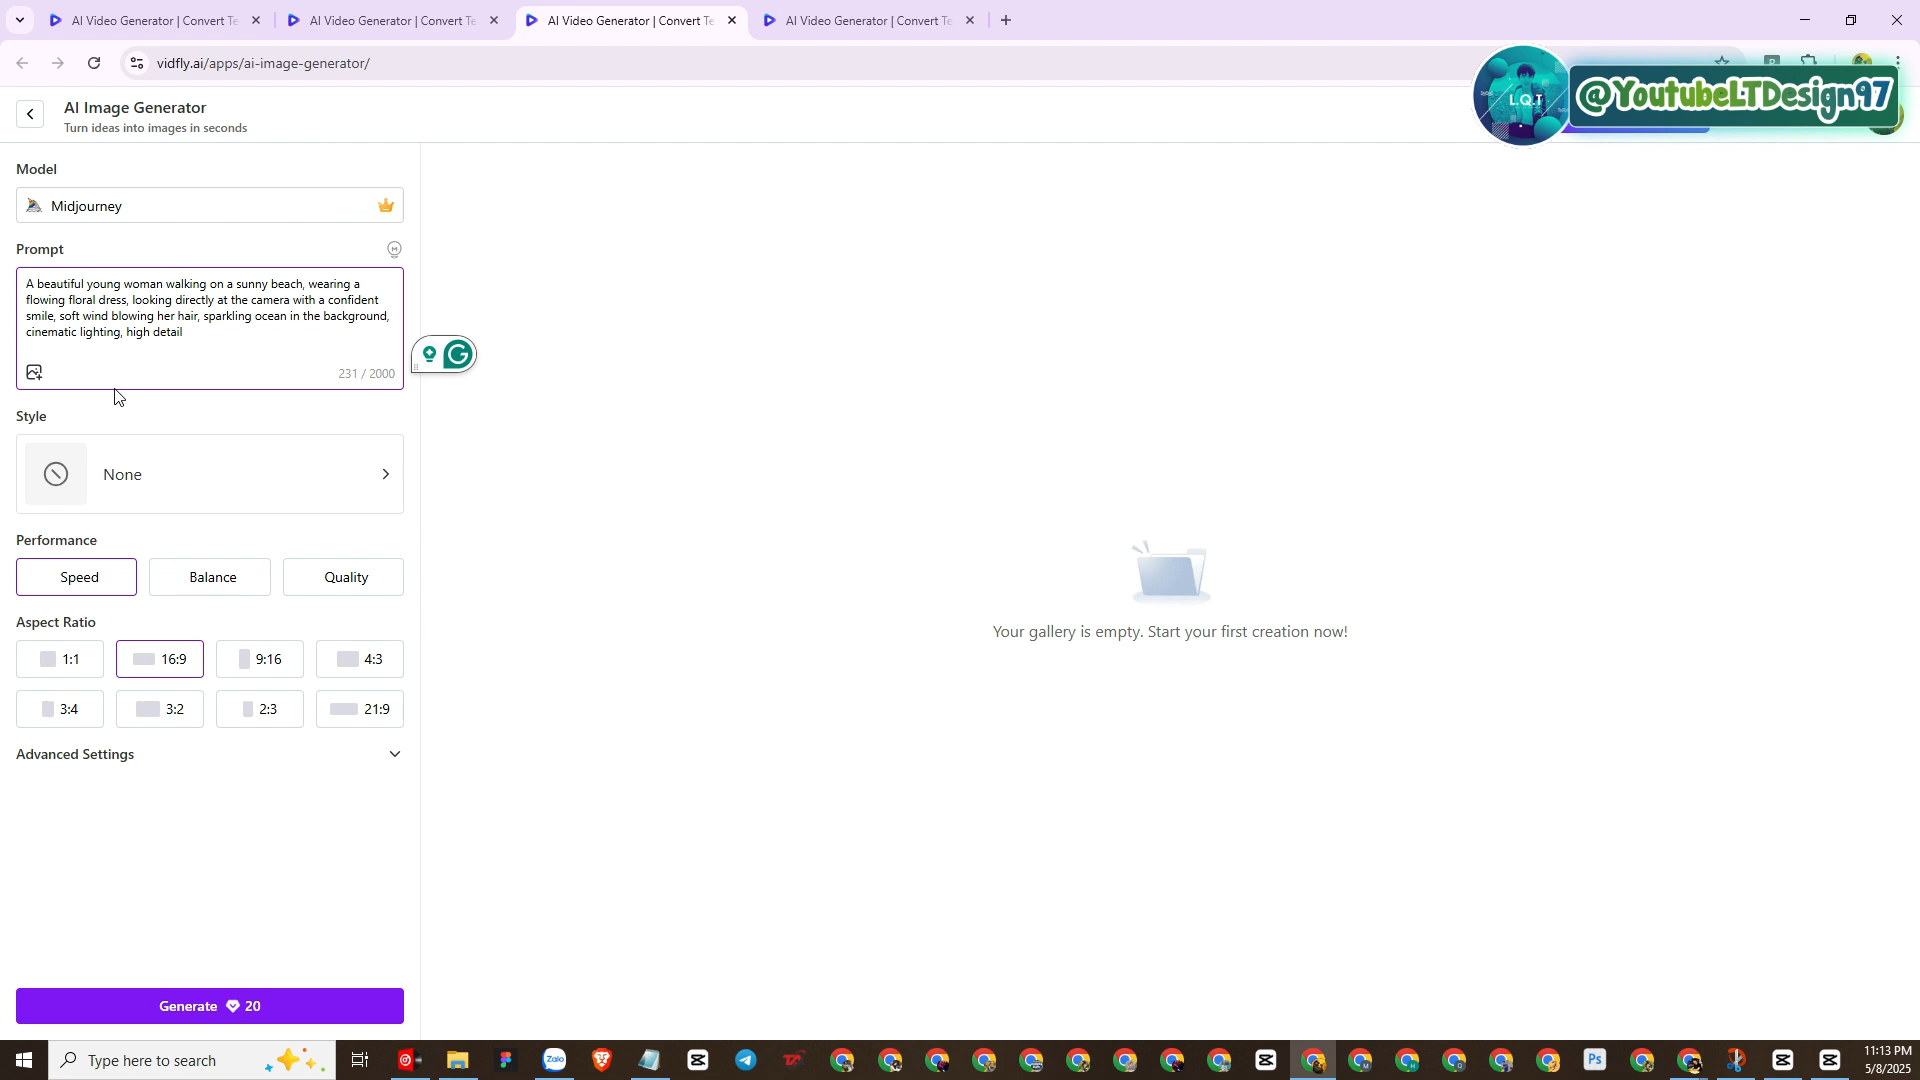 AI Video Generator | Convert Te
AI Video Generator | Convert Te
AI Video Generator | Convert Te
AI Video Generator | Convert Te
vidfly.ai/apps/ai-image-generator/
L.Q.T
@YoutubeLTDesign97
AI Image Generator
Turn ideas into images in seconds
Model
Midjourney
Prompt
A beautiful young woman walking on a sunny beach, wearing a
flowing floral dress, looking directly at the camera with a confident
smile, soft wind blowing her hair, sparkling ocean in the background,
cinematic lighting, high detail
231 / 2000
Style
None
Performance
Speed
Balance
Quality
Aspect Ratio
1:1
16:9
9:16
4:3
3:4
3:2
2:3
21:9
Advanced Settings
Generate 20
Your gallery is empty. Start your first creation now!
Type here to search
Zalo
Ps
11:13 PM
5/8/2025